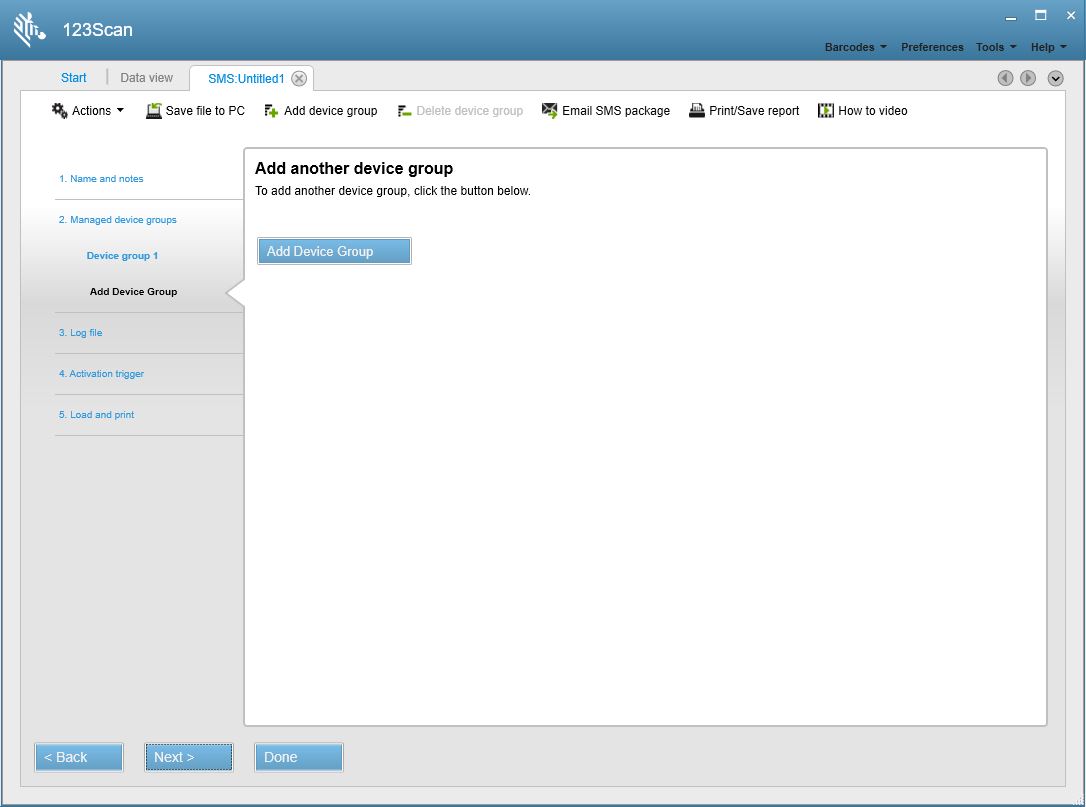 123Scan
Barcodes Preferences Tools Help
Start Data view SMS:Untitled1
Actions Save file to PC Add device group Delete device group Email SMS package Print/Save report How to video
1. Name and notes
2. Managed device groups
Device group 1
Add Device Group
3. Log file
4. Activation trigger
5. Load and print
Add another device group
To add another device group, click the button below.
Add Device Group
< Back Next > Done